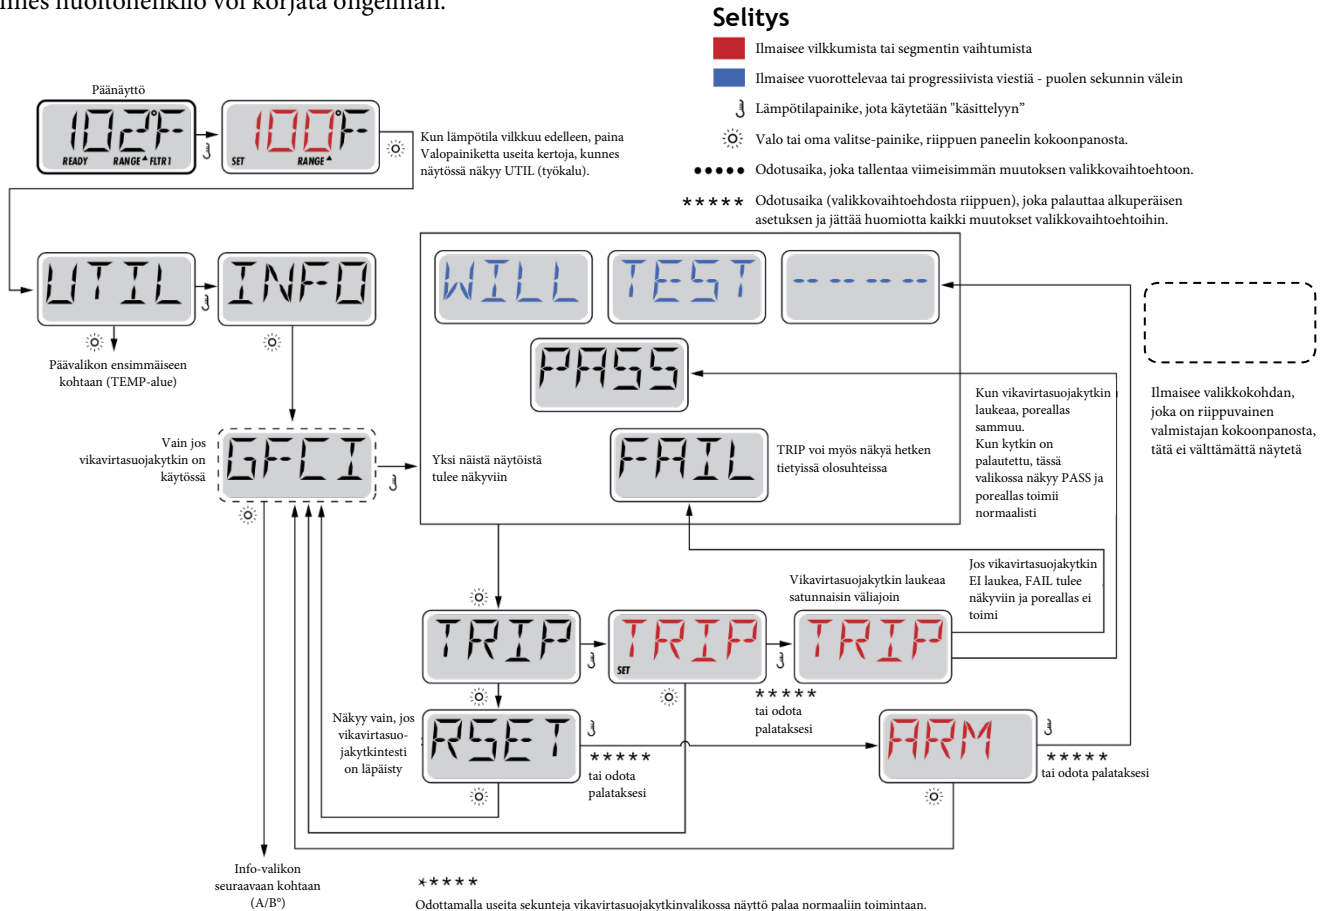 Selitys
Ilmaisee vilkkumista tai segmentin vaihtumista
Ilmaisee vuorottelevaa tai progressiivista viestiä - puolen sekunnin välein
Lämpötilapainike, jota käytetään "käsittelyyn”
Valo tai oma valitse-painike, riippuen paneelin kokoonpanosta.
••••• Odotusaika, joka tallentaa viimeisimmän muutoksen valikkovaihtoehtoon.
***** Odotusaika (valikkovaihtoehdosta riippuen), joka palauttaa alkuperäisen
asetuksen ja jättää huomiotta kaikki muutokset valikkovaihtoehtoihin.
Päänäyttö
102°F
READY RANGE FLTR1
100°F
SET RANGE
Kun lämpötila vilkkuu edelleen, paina
Valopainiketta useita kertoja, kunnes
näytössä näkyy UTIL (työkalu).
UTIL
INFO
Päävalikon ensimmäiseen
kohtaan (TEMP-alue)
WILL
TEST
-- -- -- --
PASS
FAIL
Yksi näistä näytöistä
tulee näkyviin
TRIP voi myös näkyä hetken
tietyissä olosuhteissa
Kun vikavirtasuojakytkin
laukeaa, poreallas
sammuu.
Kun kytkin on
palautettu, tässä
valikossa näkyy PASS ja
poreallas toimii
normaalisti
Ilmaisee valikkokohdan,
joka on riippuvainen
valmistajan kokoonpanosta,
tätä ei välttämättä näytetä
Vain jos
vikavirtasuojakytkin on
käytössä
GFCI
Jos vikavirtasuojakytkin
EI laukea, FAIL tulee
näkyviin ja poreallas ei
toimi
Vikavirtasuojakytkin laukeaa
satunnaisin väliajoin
TRIP
TRIP
SET
TRIP
*****
tai odota
palataksesi
Näkyy vain, jos
vikavirtasuo-
jakytkintesti
on läpäisty
RSET
*****
tai odota
palataksesi
ARM
*****
tai odota palataksesi
Info-valikon
seuraavaan kohtaan
(A/B°)
*****
Odottamalla useita sekunteja vikavirtasuojakytkinvalikossa näyttö palaa normaaliin toimintaan.